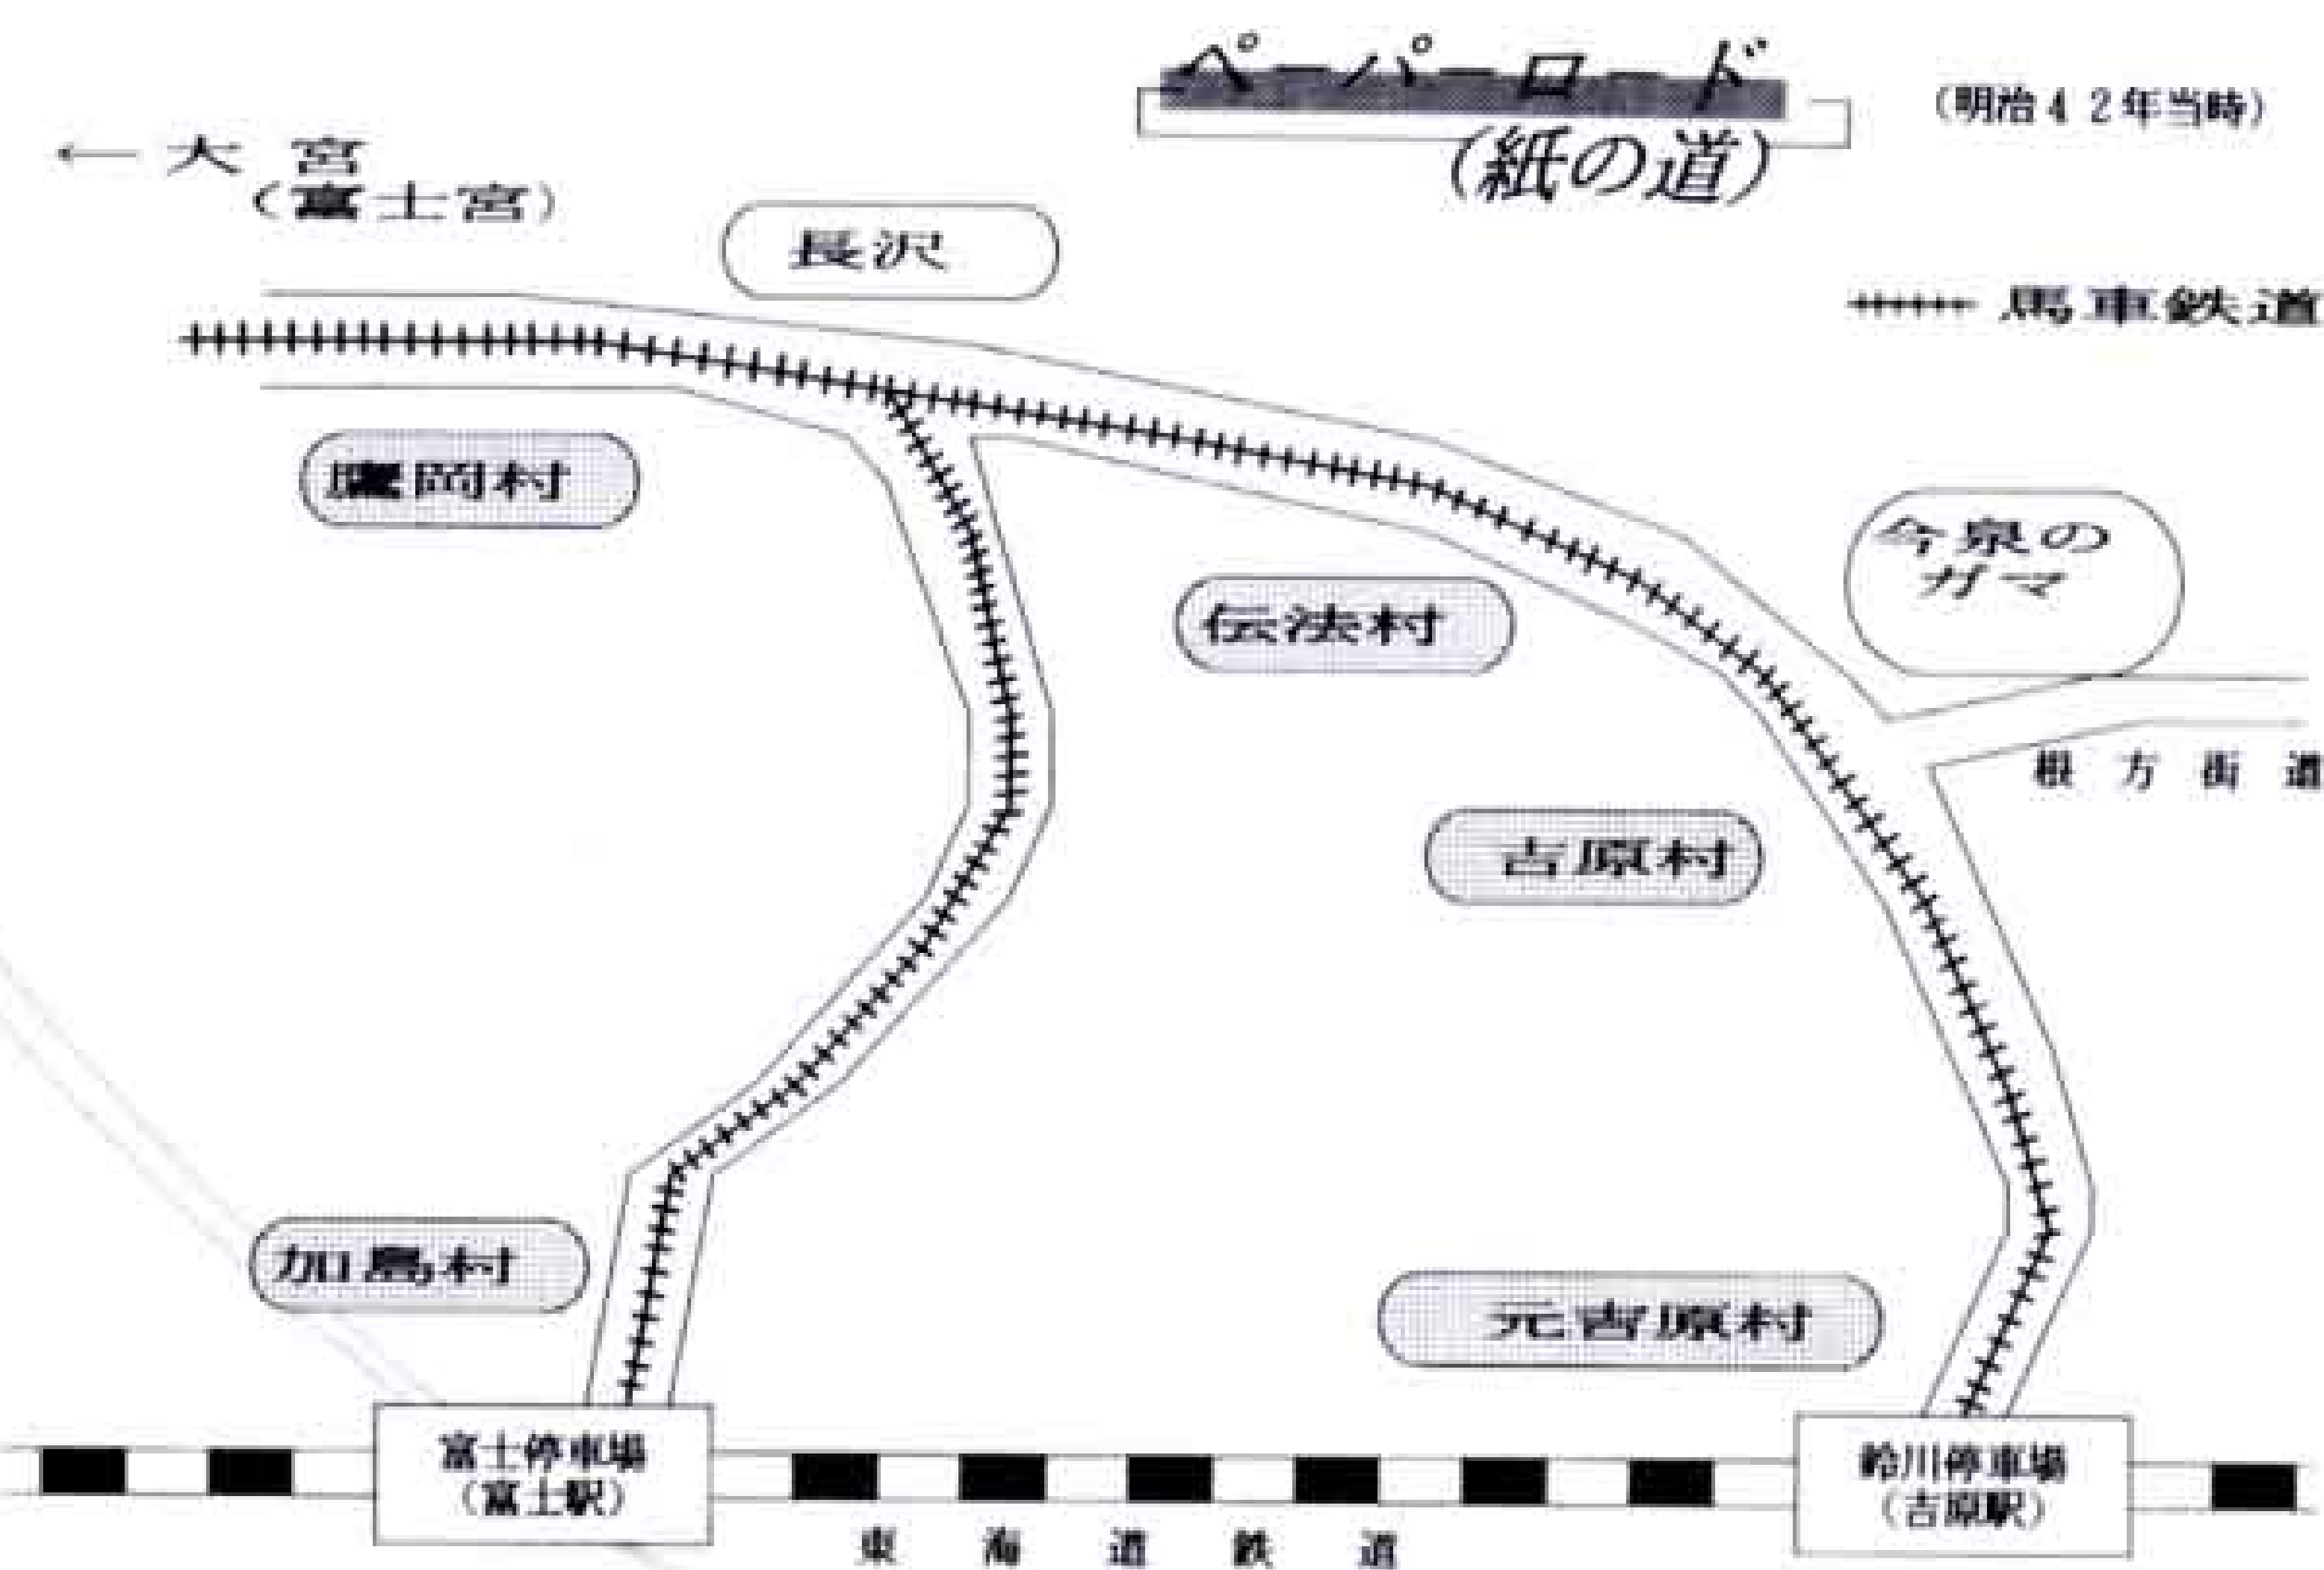 ペーパーロード
(紙の道)
(明治42年当時)
← 大宮
(富士宮)
長沢
馬車鉄道
鷹岡村
今泉の
ガマ
伝法村
根方街道
吉原村
加島村
元吉原村
富士停車場
(富士駅)
鈴川停車場
(吉原駅)
東海道鉄道